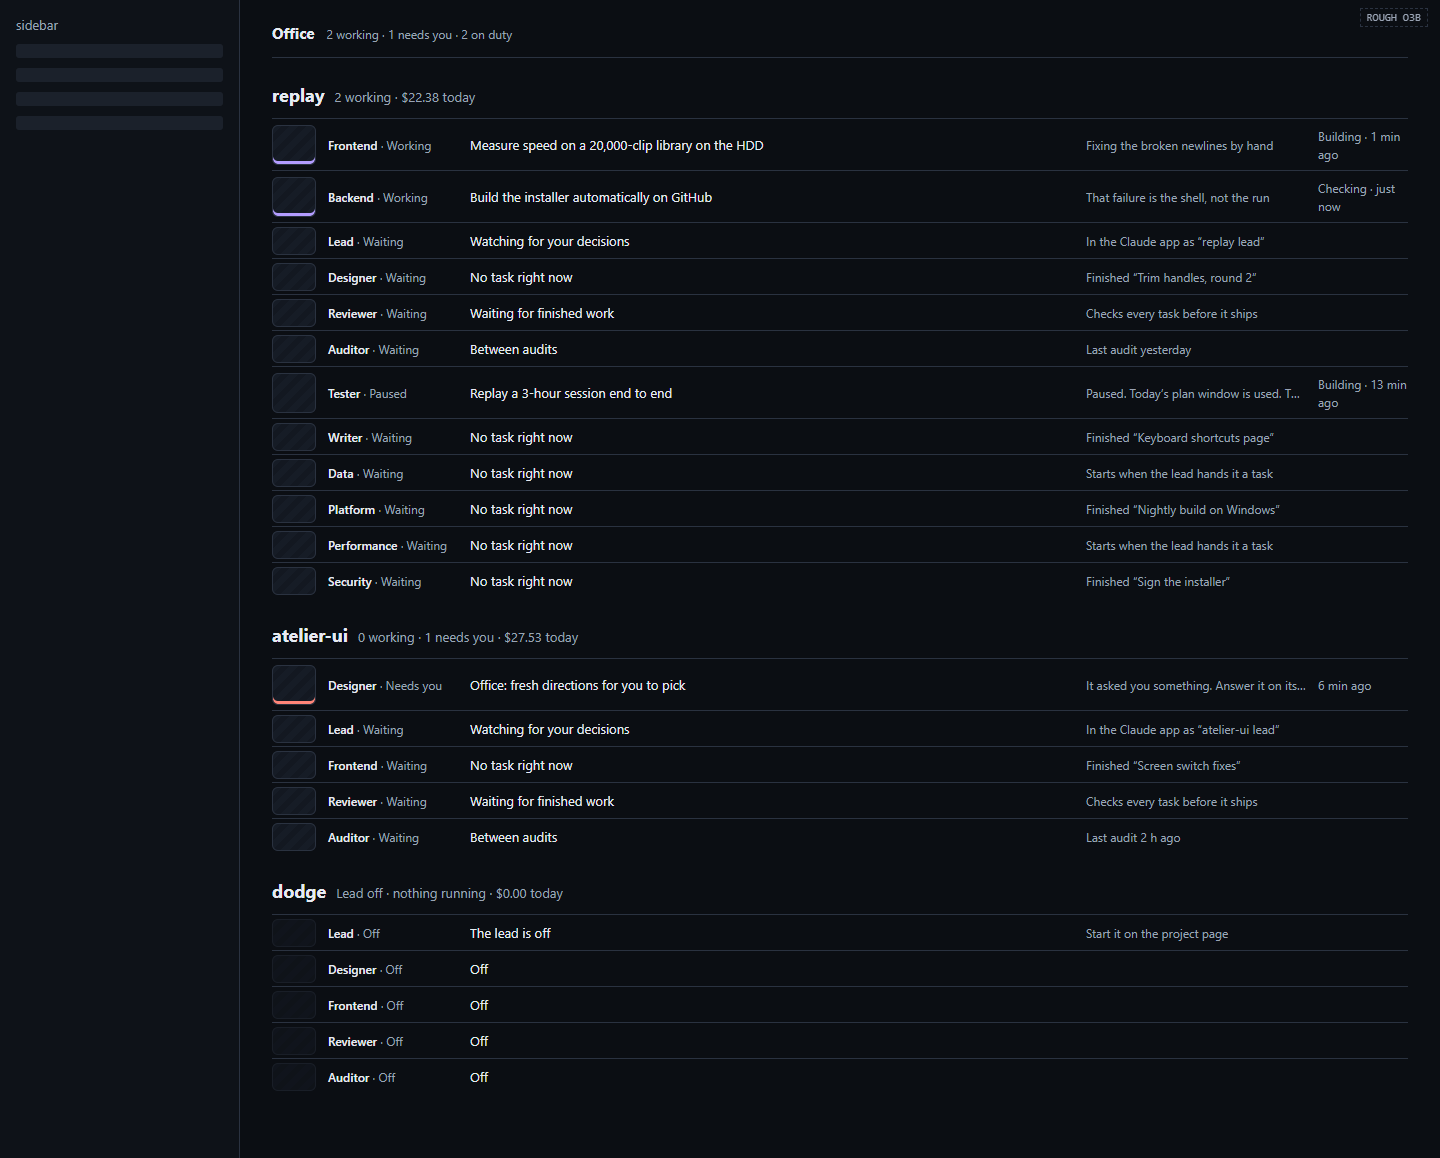 sidebar
ROUGH O3B
Office 2 working · 1 needs you · 2 on duty
replay 2 working · $22.38 today
Frontend · Working Measure speed on a 20,000-clip library on the HDD Fixing the broken newlines by hand Building · 1 min ago
Backend · Working Build the installer automatically on GitHub That failure is the shell, not the run Checking · just now
Lead · Waiting Watching for your decisions In the Claude app as “replay lead”
Designer · Waiting No task right now Finished “Trim handles, round 2”
Reviewer · Waiting Waiting for finished work Checks every task before it ships
Auditor · Waiting Between audits Last audit yesterday
Tester · Paused Replay a 3-hour session end to end Paused. Today’s plan window is used. T... Building · 13 min ago
Writer · Waiting No task right now Finished “Keyboard shortcuts page”
Data · Waiting No task right now Starts when the lead hands it a task
Platform · Waiting No task right now Finished “Nightly build on Windows”
Performance · Waiting No task right now Starts when the lead hands it a task
Security · Waiting No task right now Finished “Sign the installer”
atelier-ui 0 working · 1 needs you · $27.53 today
Designer · Needs you Office: fresh directions for you to pick It asked you something. Answer it on its... 6 min ago
Lead · Waiting Watching for your decisions In the Claude app as “atelier-ui lead”
Frontend · Waiting No task right now Finished “Screen switch fixes”
Reviewer · Waiting Waiting for finished work Checks every task before it ships
Auditor · Waiting Between audits Last audit 2 h ago
dodge Lead off · nothing running · $0.00 today
Lead · Off The lead is off Start it on the project page
Designer · Off Off
Frontend · Off Off
Reviewer · Off Off
Auditor · Off Off